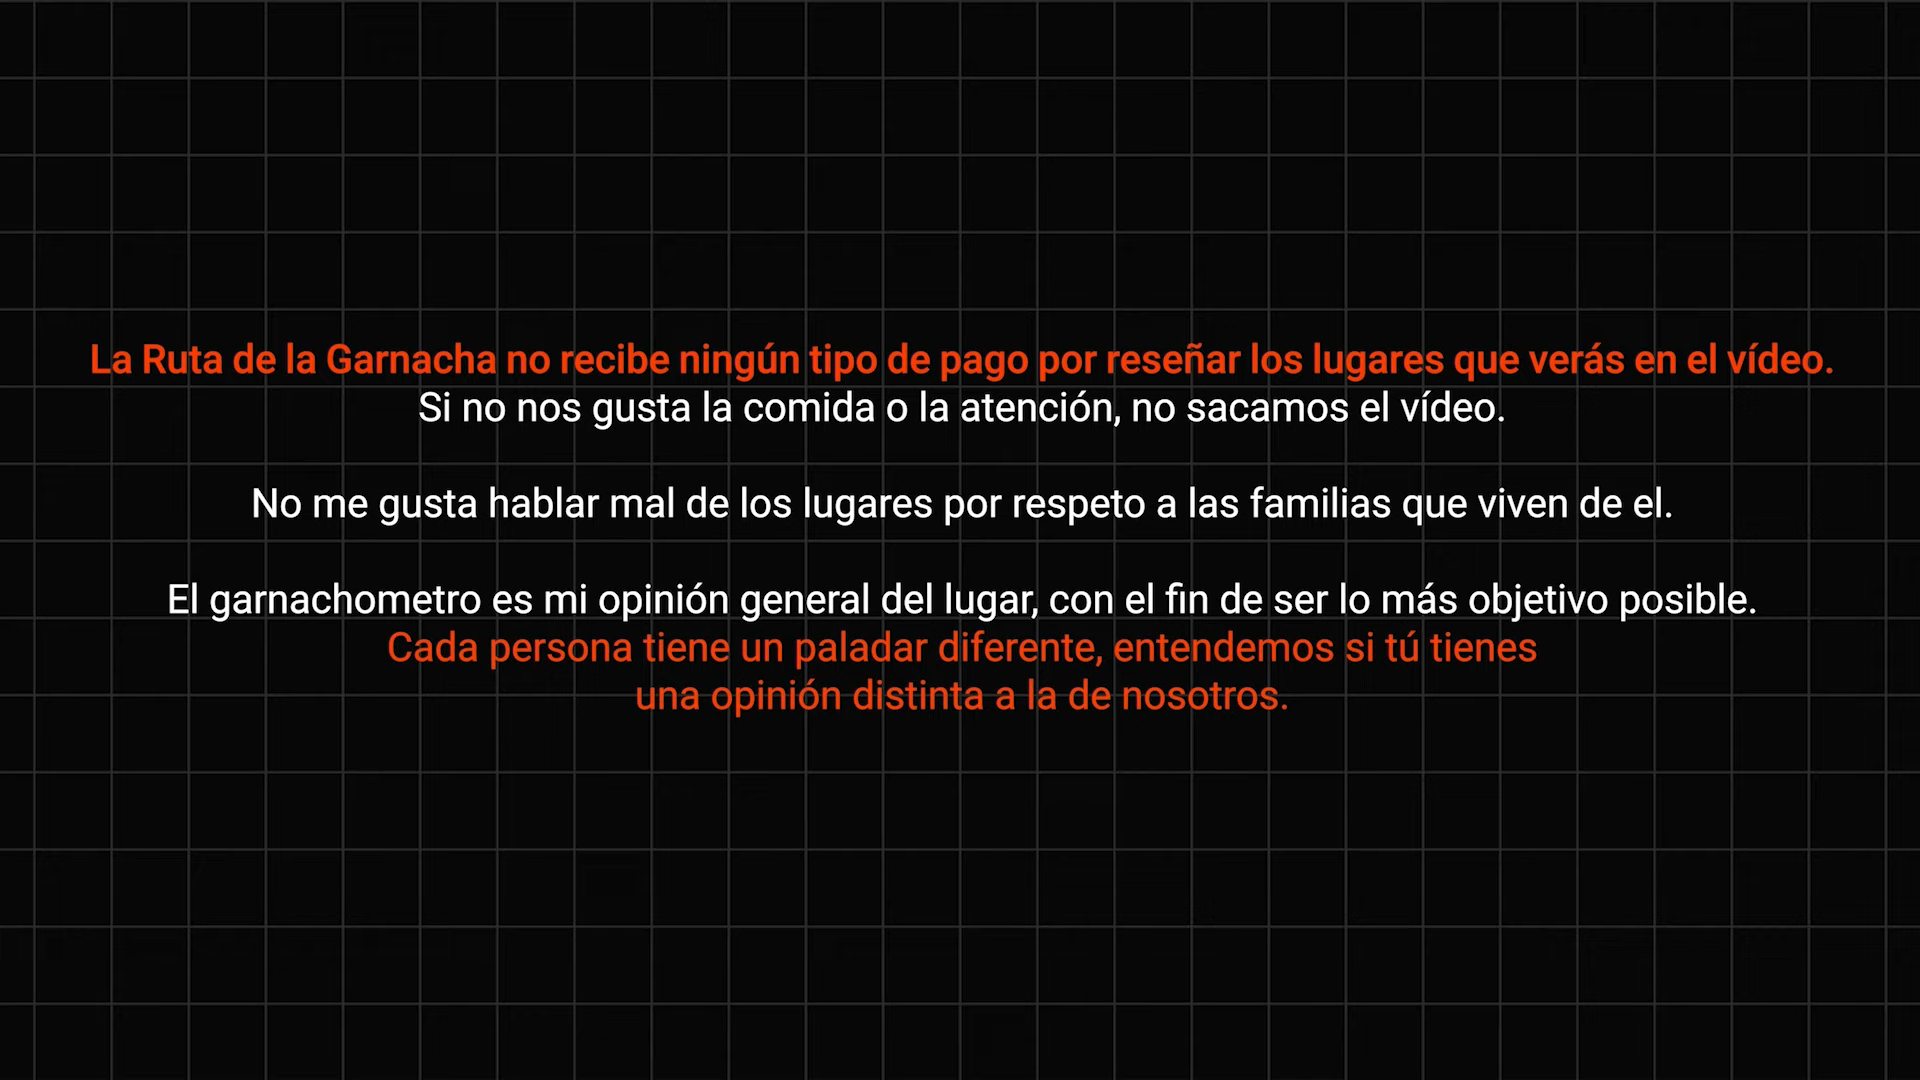 La Ruta de la Garnacha no recibe ningún tipo de pago por reseñar los lugares que verás en el vídeo.
Si no nos gusta la comida o la atención, no sacamos el vídeo.
No me gusta hablar mal de los lugares por respeto a las familias que viven de el.
El garnachometro es mi opinión general del lugar, con el fin de ser lo más objetivo posible.
Cada persona tiene un paladar diferente, entendemos si tú tienes
una opinión distinta a la de nosotros.